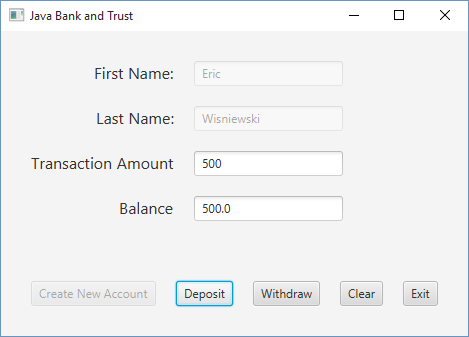 Java Bank and Trust
First Name: Eric
Last Name: Wisniewski
Transaction Amount 500
Balance 500.0
Create New Account Deposit Withdraw Clear Exit